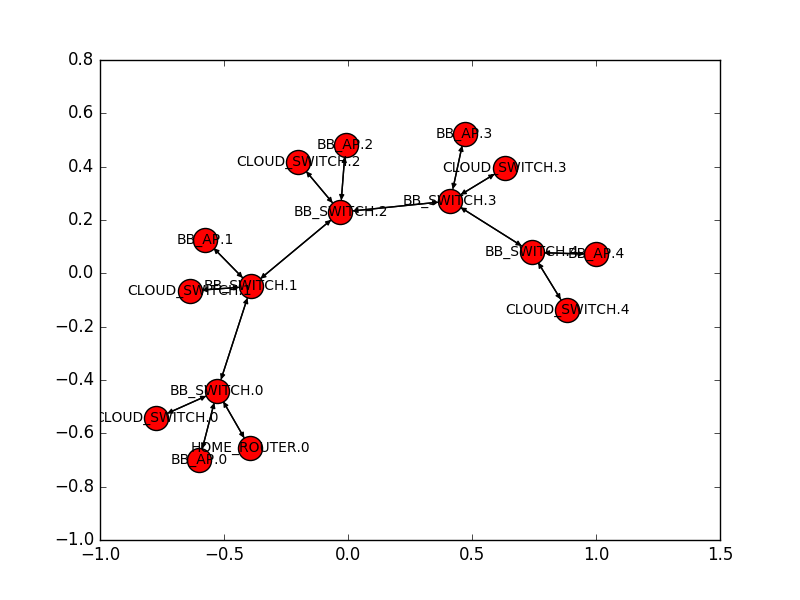 0.8
0.6
0.4
0.2
0.0
−0.2
−0.4
−0.6
−0.8
−1.0
−1.0
−0.5
0.0
0.5
1.0
1.5
BB_AP.3
BB_AP.2
CLOUD_SWITCH.2
CLOUD_SWITCH.3
BB_SWITCH.3
BB_SWITCH.2
BB_AP.1
BB_SWITCH.4
BB_AP.4
BB_SWITCH.1
CLOUD_SWITCH.1
CLOUD_SWITCH.4
BB_SWITCH.0
CLOUD_SWITCH.0
HOME_ROUTER.0
BB_AP.0